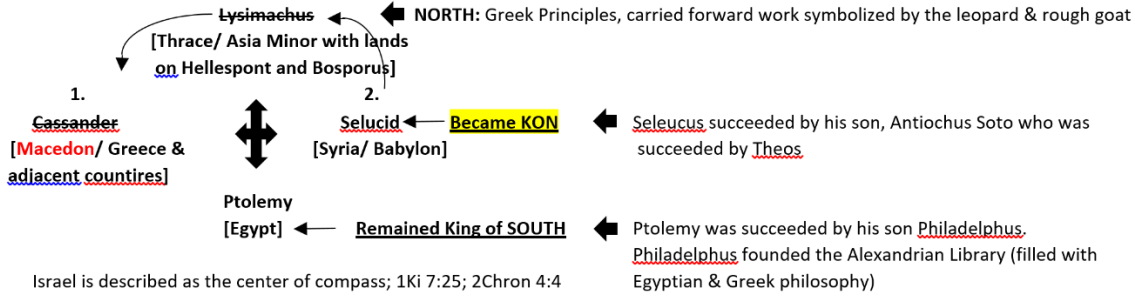 Lysimachus
NORTH: Greek Principles, carried forward work symbolized by the leopard & rough goat
[Thrace/ Asia Minor with lands
on Hellespont and Bosporus]
1.
Cassander
[Macedon/ Greece &
adjacent countires]
2.
Selucid
[Syria/ Babylon]
Became KON
Seleucus succeeded by his son, Antiochus Soto who was
succeeded by Theos
Ptolemy
[Egypt]
Remained King of SOUTH
Ptolemy was succeeded by his son Philadelphus.
Philadelphus founded the Alexandrian Library (filled with
Egyptian & Greek philosophy)
Israel is described as the center of compass; 1Ki 7:25; 2Chron 4:4